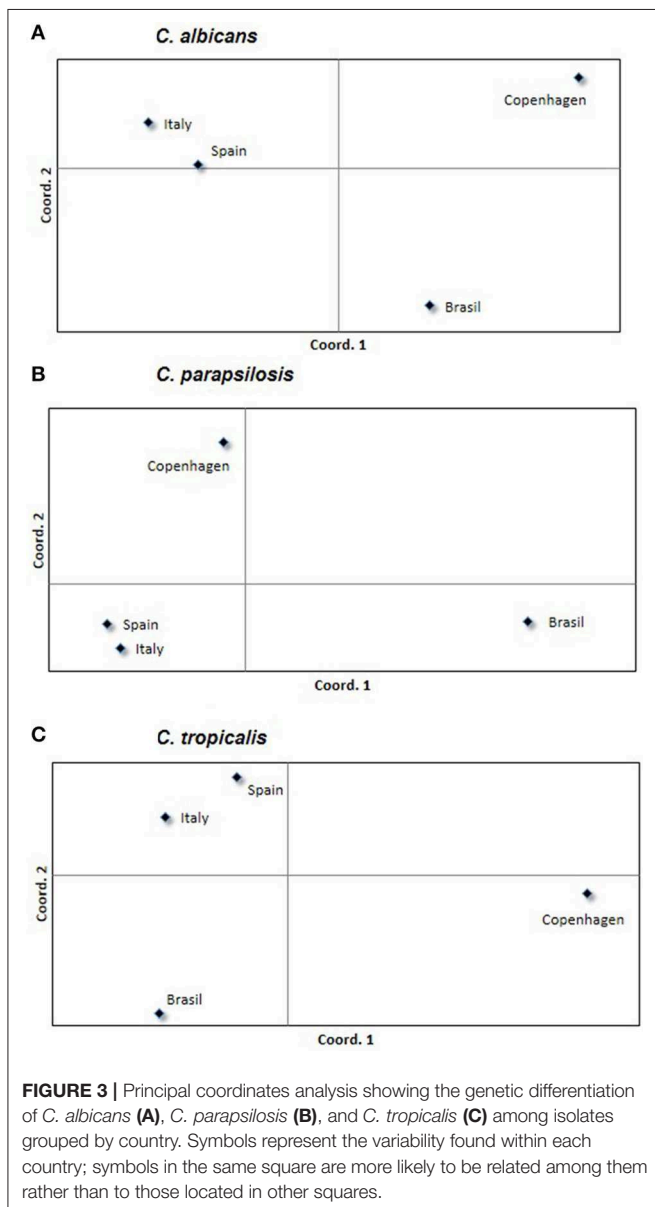 A
C. albicans
Copenhagen
Italy
Spain
Coord. 2
Brasil
Coord. 1
B
C. parapsilosis
Copenhagen
Coord. 2
Spain
Brasil
Italy
Coord. 1
C
C. tropicalis
Spain
Italy
Coord. 2
Copenhagen
Brasil
Coord. 1
FIGURE 3 | Principal coordinates analysis showing the genetic differentiation
of C. albicans (A), C. parapsilosis (B), and C. tropicalis (C) among isolates
grouped by country. Symbols represent the variability found within each
country; symbols in the same square are more likely to be related among them
rather than to those located in other squares.